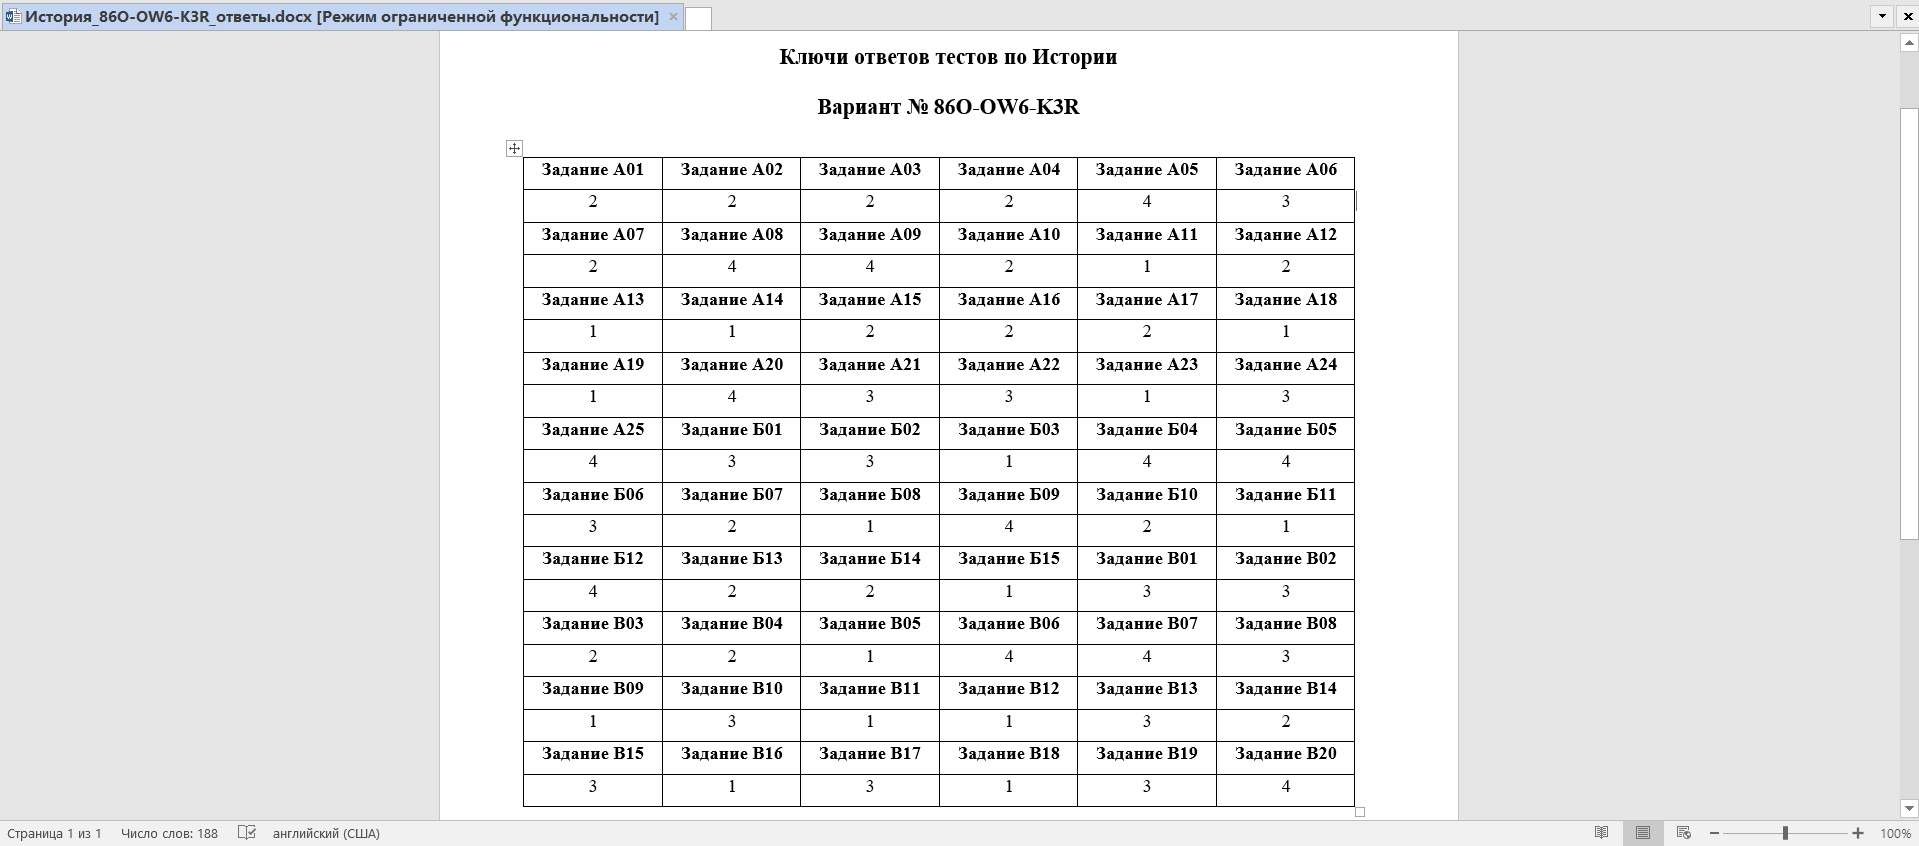 История_86O-OW6-K3R_ответы.docx [Режим ограниченной функциональности]
Ключи ответов тестов по Истории
Вариант № 86O-OW6-K3R
Задание А01 Задание А02 Задание А03 Задание А04 Задание А05 Задание А06
2 2 2 2 4 3
Задание А07 Задание А08 Задание А09 Задание А10 Задание А11 Задание А12
2 4 4 2 1 2
Задание А13 Задание А14 Задание А15 Задание А16 Задание А17 Задание А18
1 1 2 2 2 1
Задание А19 Задание А20 Задание А21 Задание А22 Задание А23 Задание А24
1 4 3 3 1 3
Задание А25 Задание Б01 Задание Б02 Задание Б03 Задание Б04 Задание Б05
4 3 3 1 4 4
Задание Б06 Задание Б07 Задание Б08 Задание Б09 Задание Б10 Задание Б11
3 2 1 4 2 1
Задание Б12 Задание Б13 Задание Б14 Задание Б15 Задание В01 Задание В02
4 2 2 1 3 3
Задание В03 Задание В04 Задание В05 Задание В06 Задание В07 Задание В08
2 2 1 4 4 3
Задание В09 Задание В10 Задание В11 Задание В12 Задание В13 Задание В14
1 3 1 1 3 2
Задание В15 Задание В16 Задание В17 Задание В18 Задание В19 Задание В20
3 1 3 1 3 4
Страница 1 из 1 Число слов: 188 английский (США) 100%